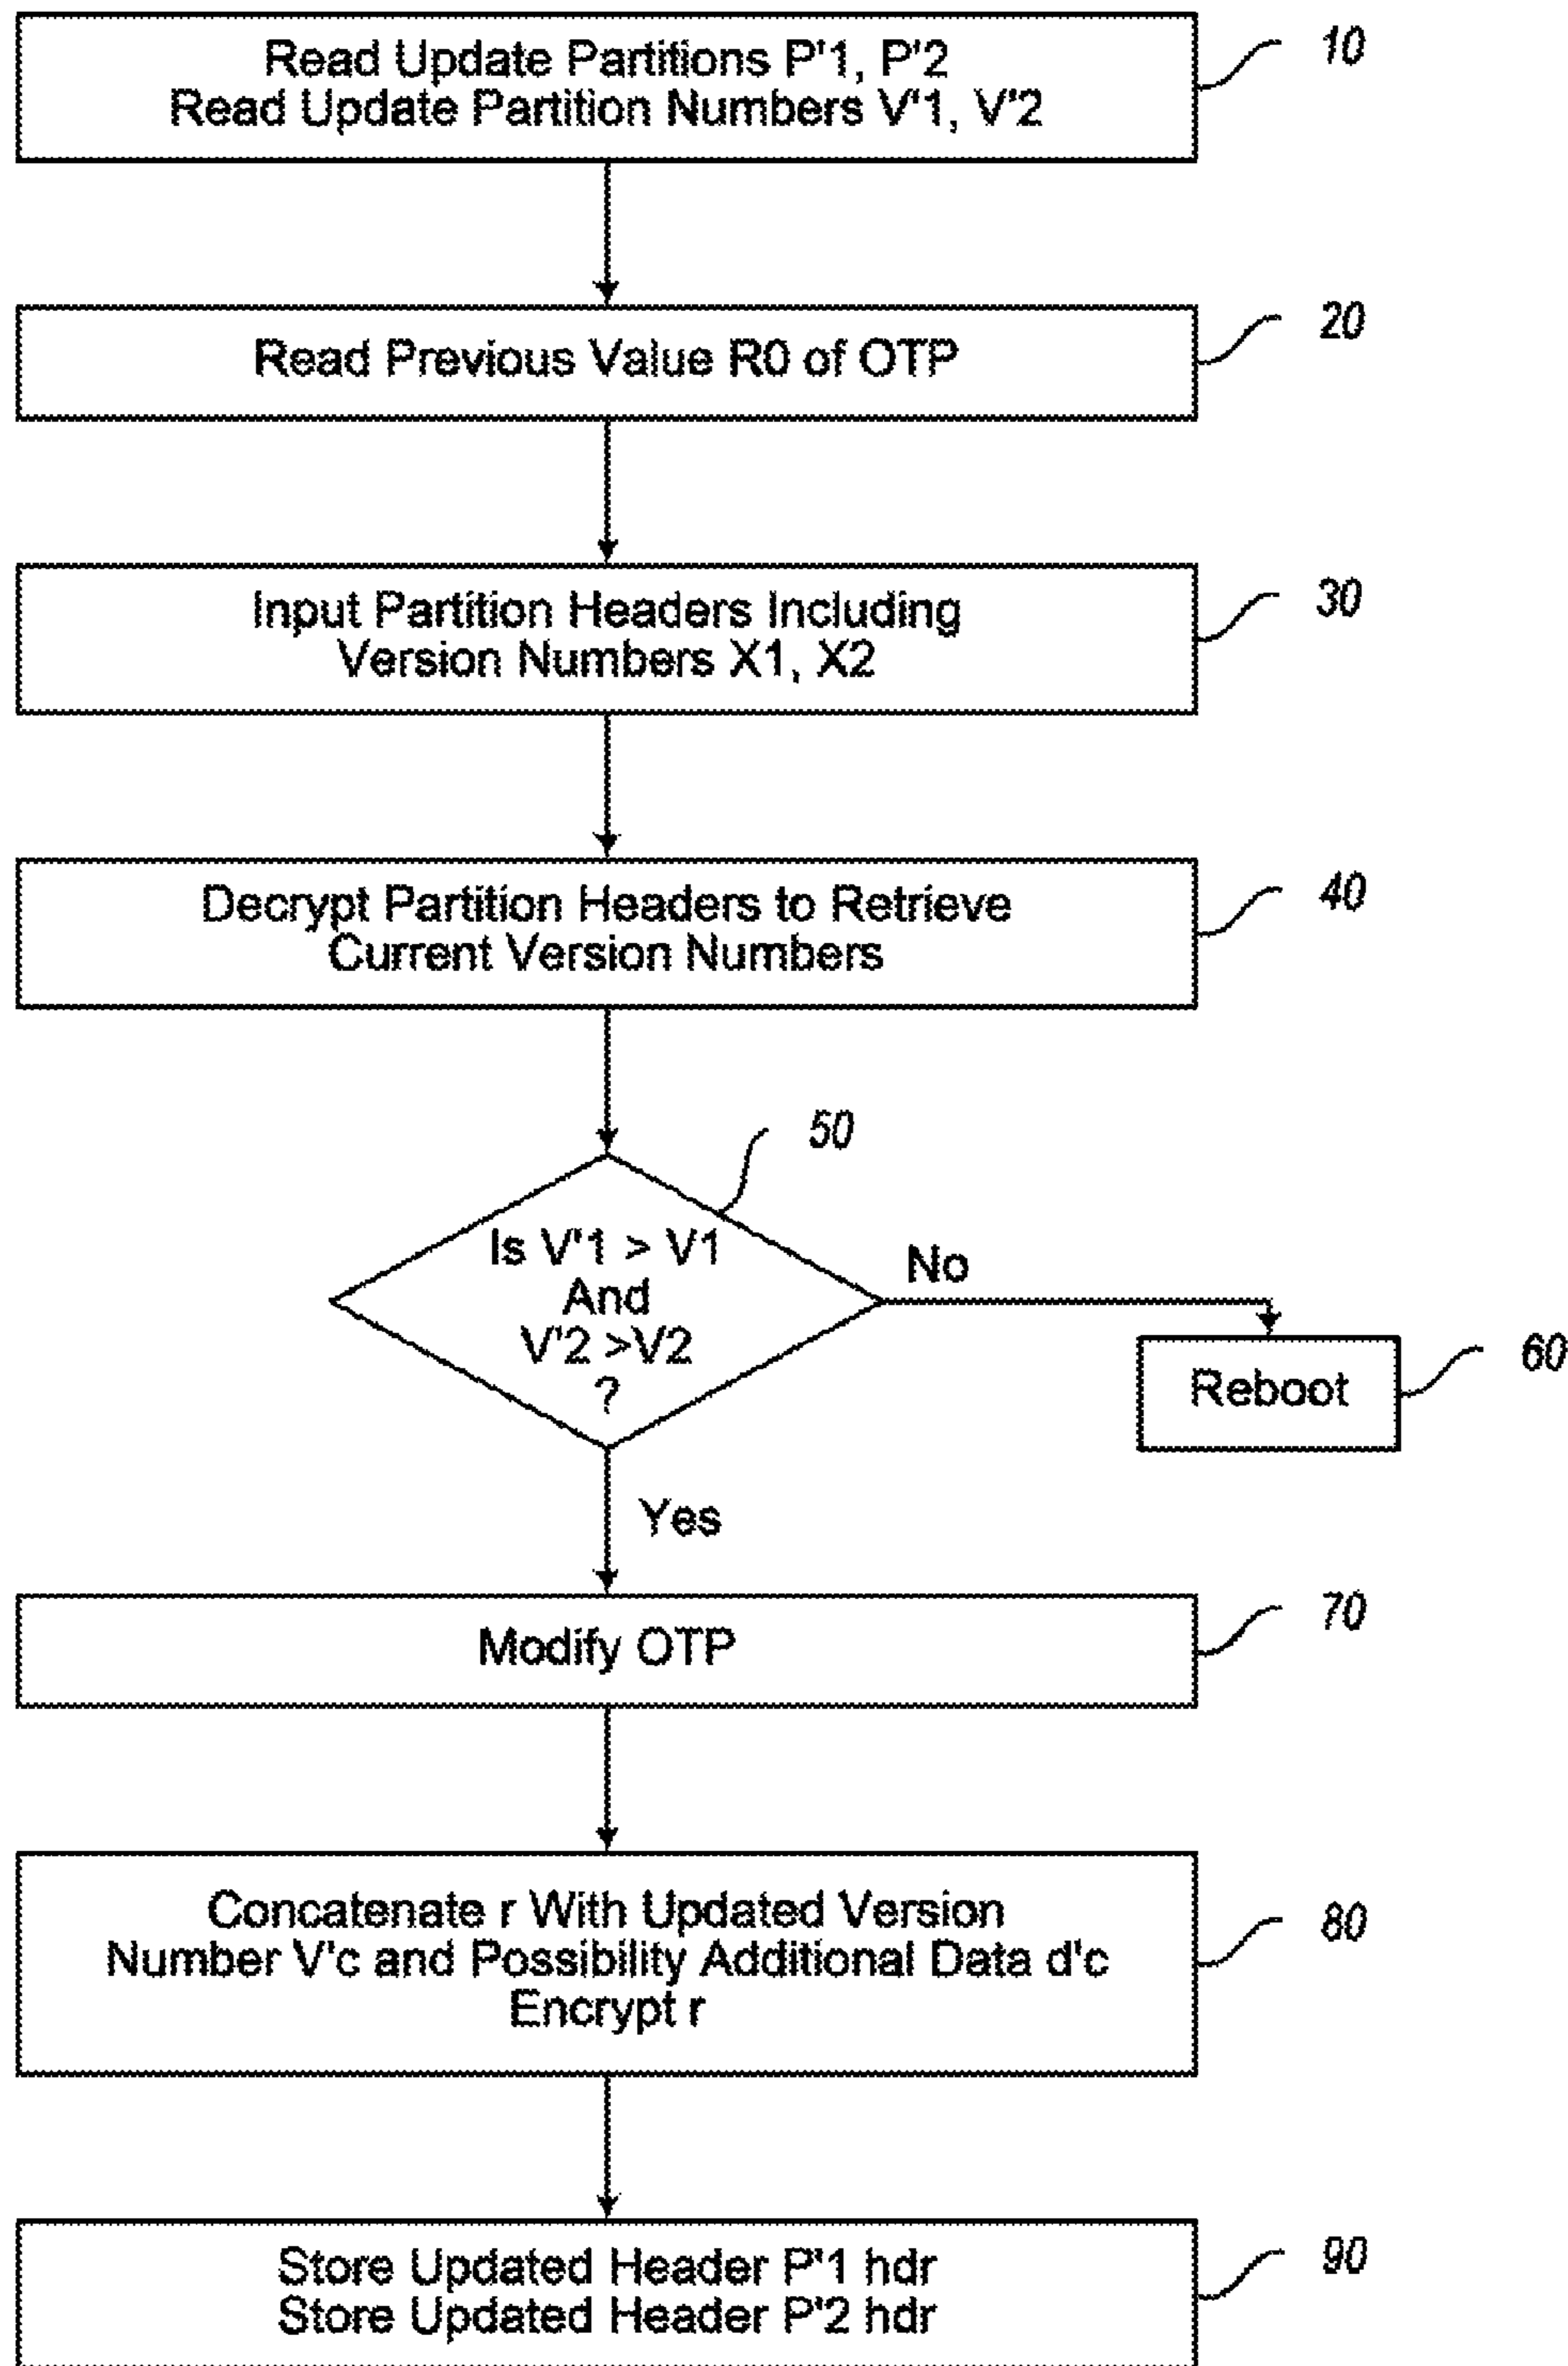 Read Update Partitions P'1, P'2
Read Update Partition Numbers V'1, V'2
10
Read Previous Value R0 of OTP
20
Input Partition Headers Including
Version Numbers X1, X2
30
Decrypt Partition Headers to Retrieve
Current Version Numbers
40
50
Is V'1 > V1
And
V'2 >V2
?
No
Reboot
60
Yes
Modify OTP
70
Concatenate r With Updated Version
Number V'c and Possibility Additional Data d'c
Encrypt r
80
Store Updated Header P'1 hdr
Store Updated Header P'2 hdr
90